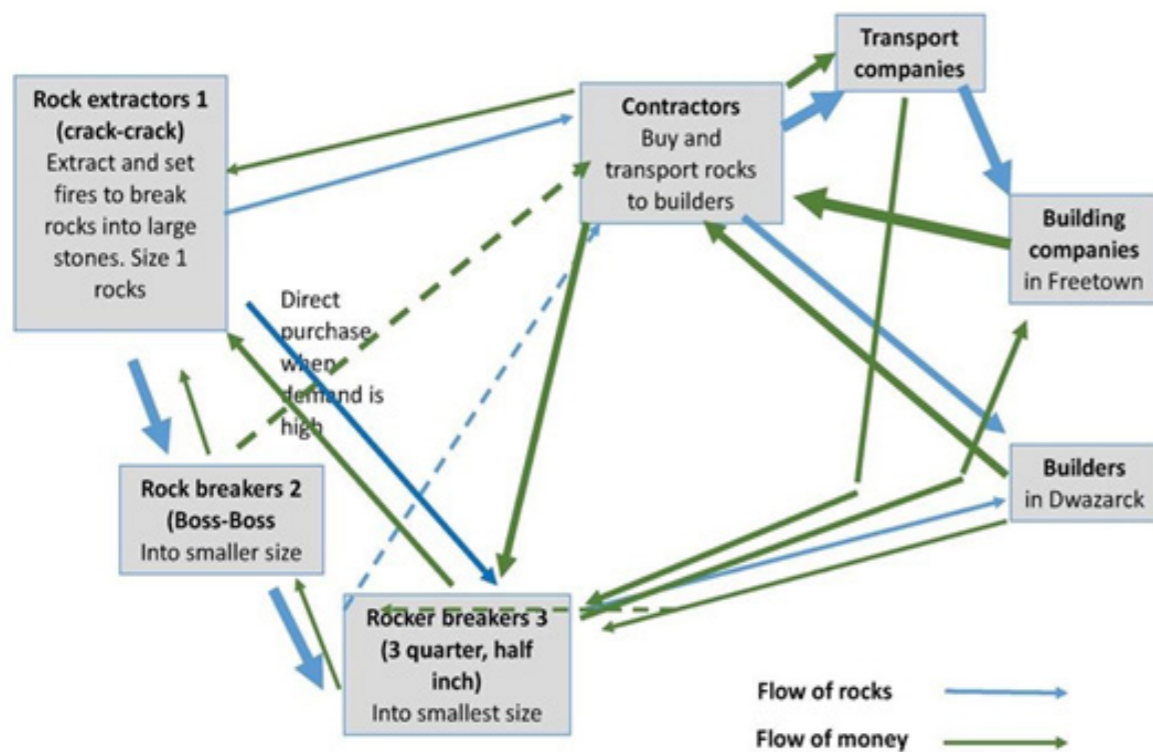 Transport
companies
Rock extractors 1
(crack-crack)
Extract and set
fires to break
rocks into large
stones. Size 1
rocks
Contractors
Buy and
transport rocks
to builders
Building
companies
in Freetown
Direct
purchase
when
demand is
high
Builders
in Dwazarck
Rock breakers 2
(Boss-Boss
Into smaller size
Rocker breakers 3
(3 quarter, half
inch)
Into smallest size
Flow of rocks
Flow of money